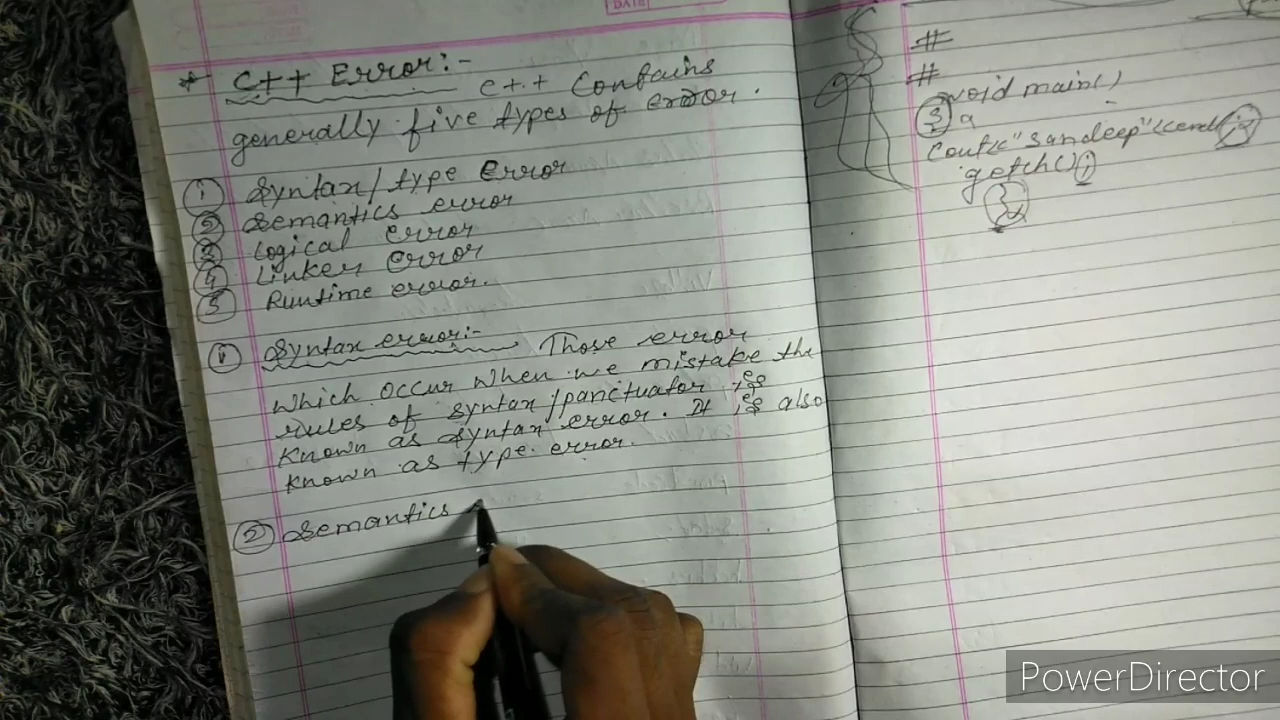 DATE
* C++ Error:- C++ Contains
generally five types of error.
① Syntax/type Error
② Semantics error
③ Logical error
④ Linker error
⑤ Runtime error.
① Syntax error:- Those error
which occur when we mistake the
rules of syntax/panctuator is
known as syntax error. It is also
known as type error.
② Semantics
#
#
void main()
{
Cout<<"Sandeep"<<endl;
getch();
}
PowerDirector